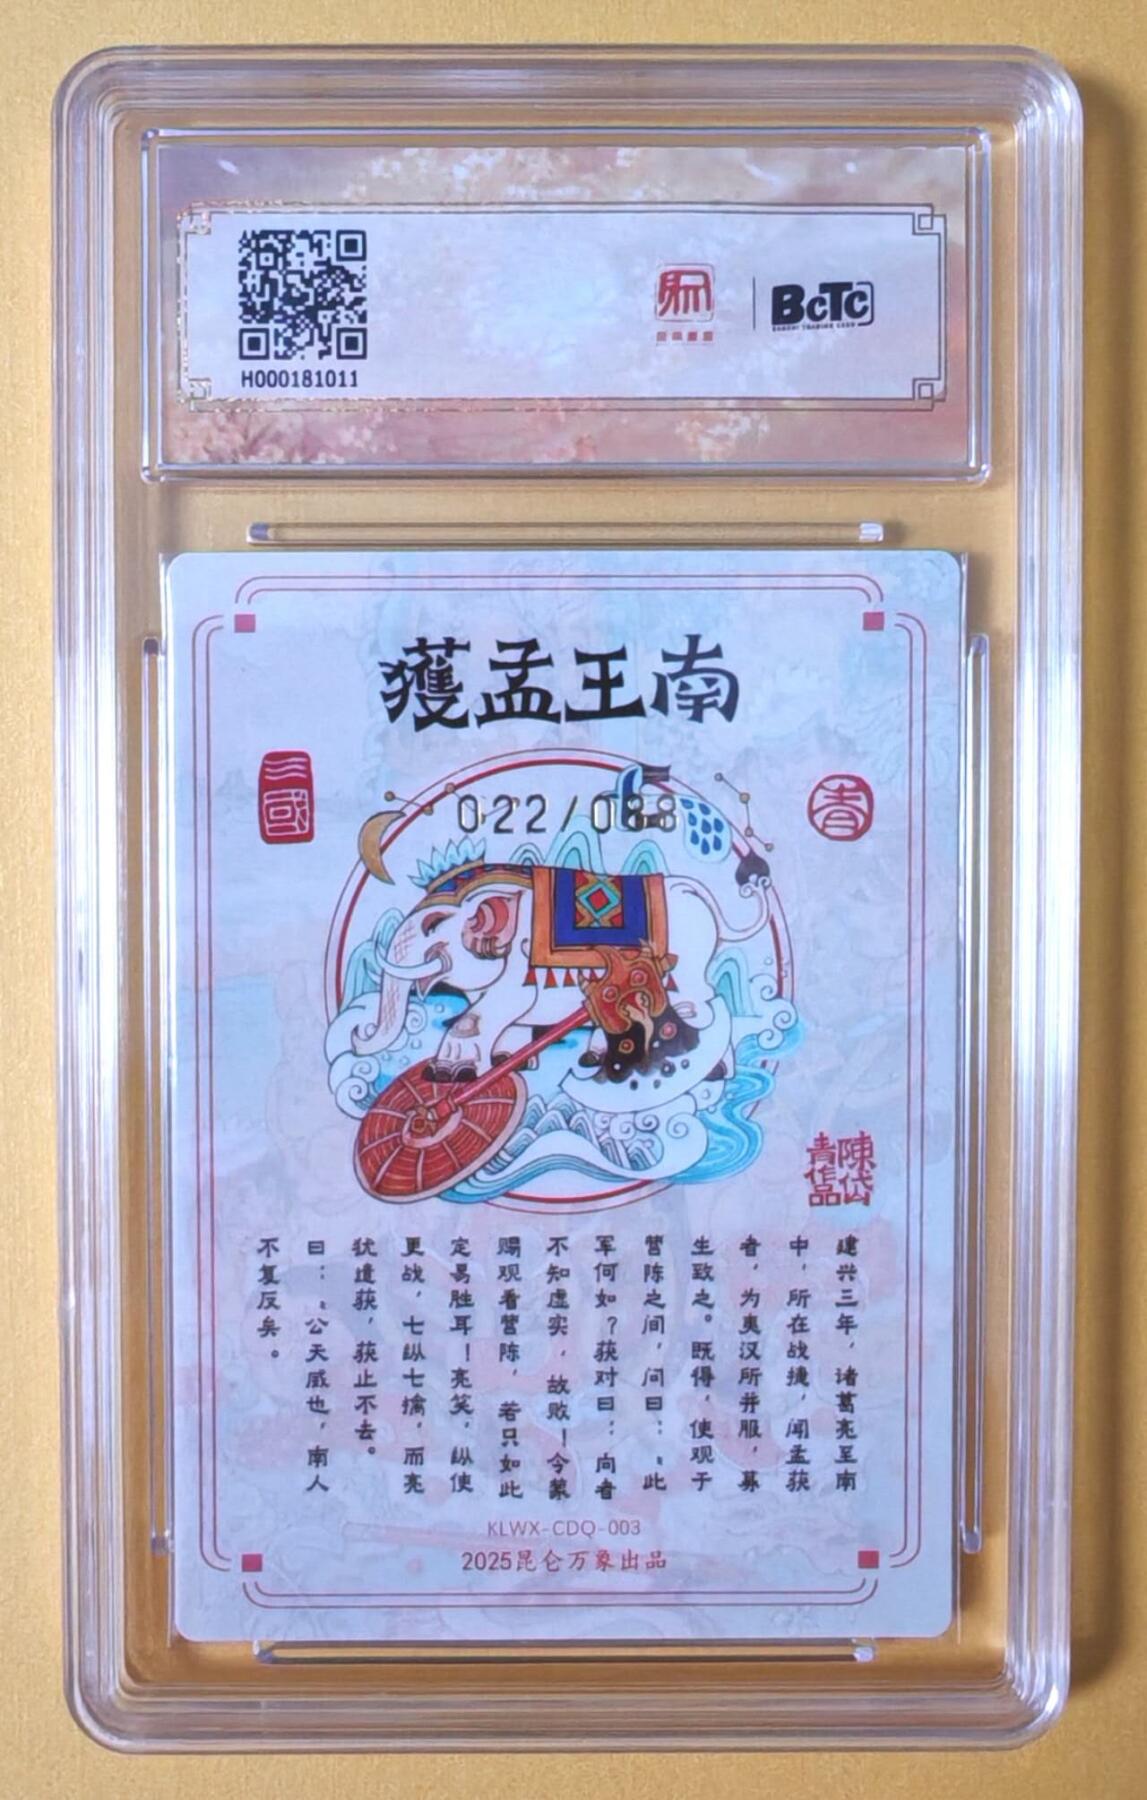 H000181011
BcTc
南王孟獲
三國
青
022/088
陳岱
青作品
建兴三年，诸葛亮至南
中，所在战捷，闻孟获
者，为夷汉所并服，募
生致之。既得，使观于
营陈之间，问曰：“此
军何如？获对曰：向者
不知虚实，故败！今蒙
赐观看营陈，若只如此
定易胜耳！亮笑，纵使
更战，七纵七擒，而亮
犹遣获，获止不去。
曰：“公天威也，南人
不复反矣。
KLWX-CDQ-003
2025昆仑万象出品